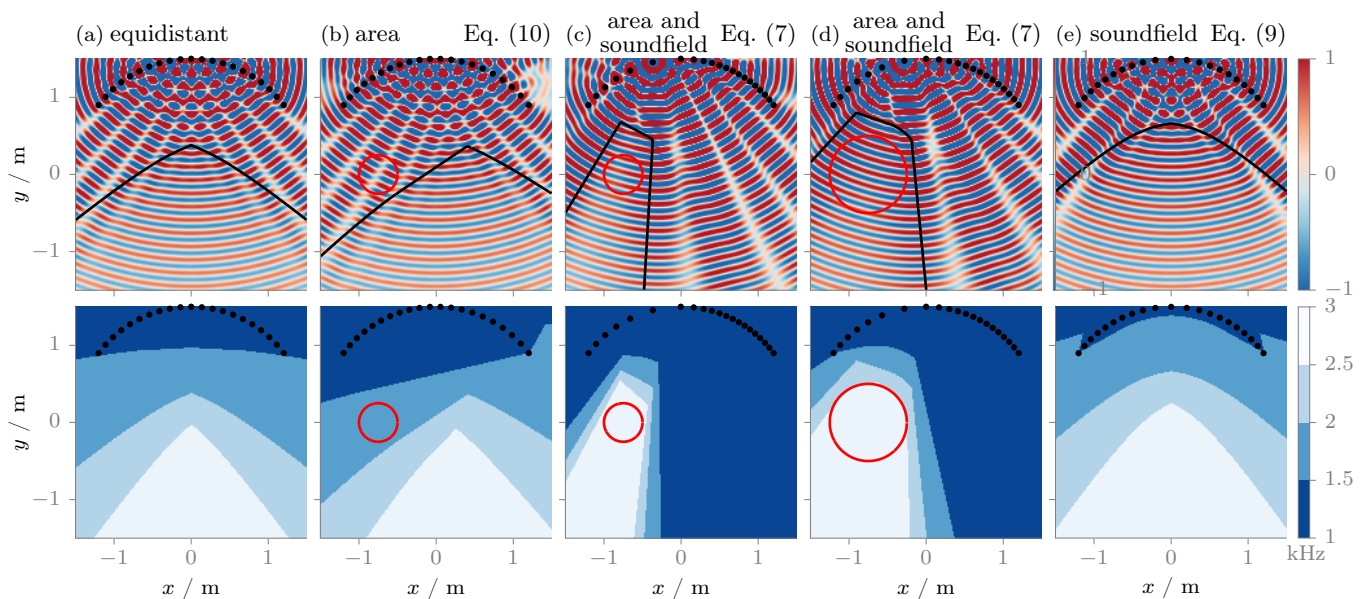 (a) equidistant
(b) area Eq. (10)
(c) area and soundfield Eq. (7)
(d) area and soundfield Eq. (7)
(e) soundfield Eq. (9)
y / m
1
0
−1
1
0
−1
1
0
−1
y / m
1
0
−1
3
2.5
2
1.5
1
kHz
−1 0 1
−1 0 1
−1 0 1
−1 0 1
−1 0 1
x / m
x / m
x / m
x / m
x / m